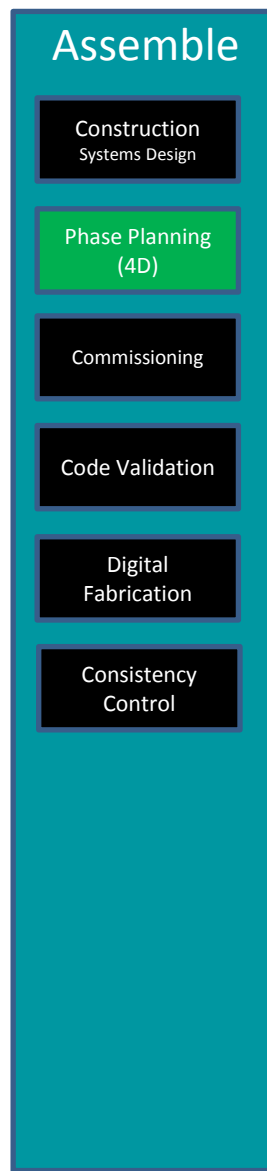 Assemble
Construction
Systems Design
Phase Planning
(4D)
Commissioning
Code Validation
Digital
Fabrication
Consistency
Control